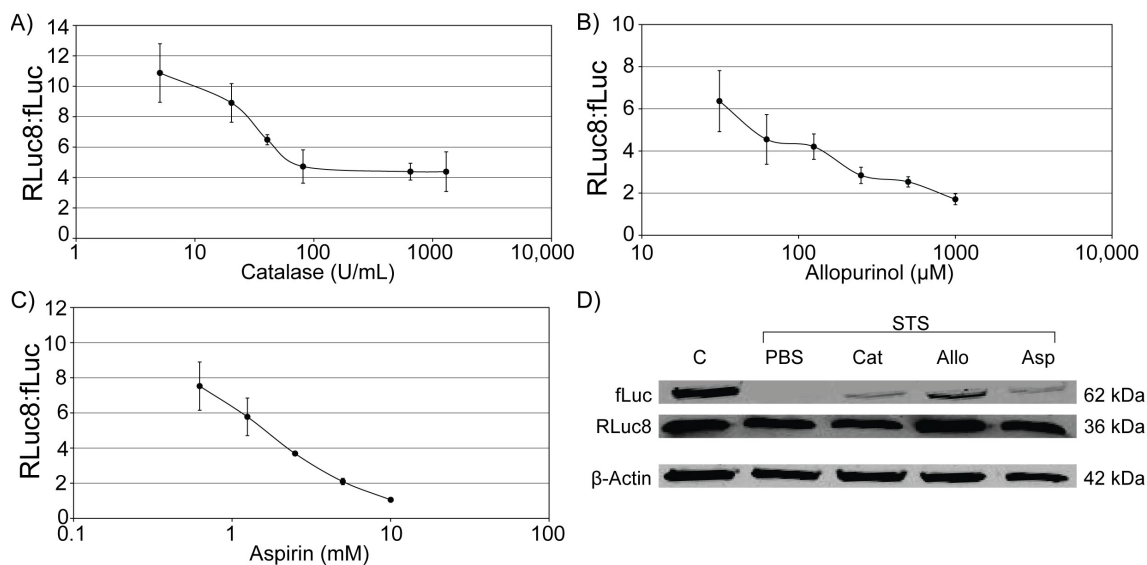 A)
14
12
10
8
6
4
2
0
RLuc8:fLuc
1 10 100 1000 10,000
Catalase (U/mL)
B)
10
8
6
4
2
0
RLuc8:fLuc
10 100 1000 10,000
Allopurinol (µM)
C)
12
10
8
6
4
2
0
RLuc8:fLuc
0.1 1 10 100
Aspirin (mM)
D)
STS
C PBS Cat Allo Asp
fLuc 62 kDa
RLuc8 36 kDa
β-Actin 42 kDa